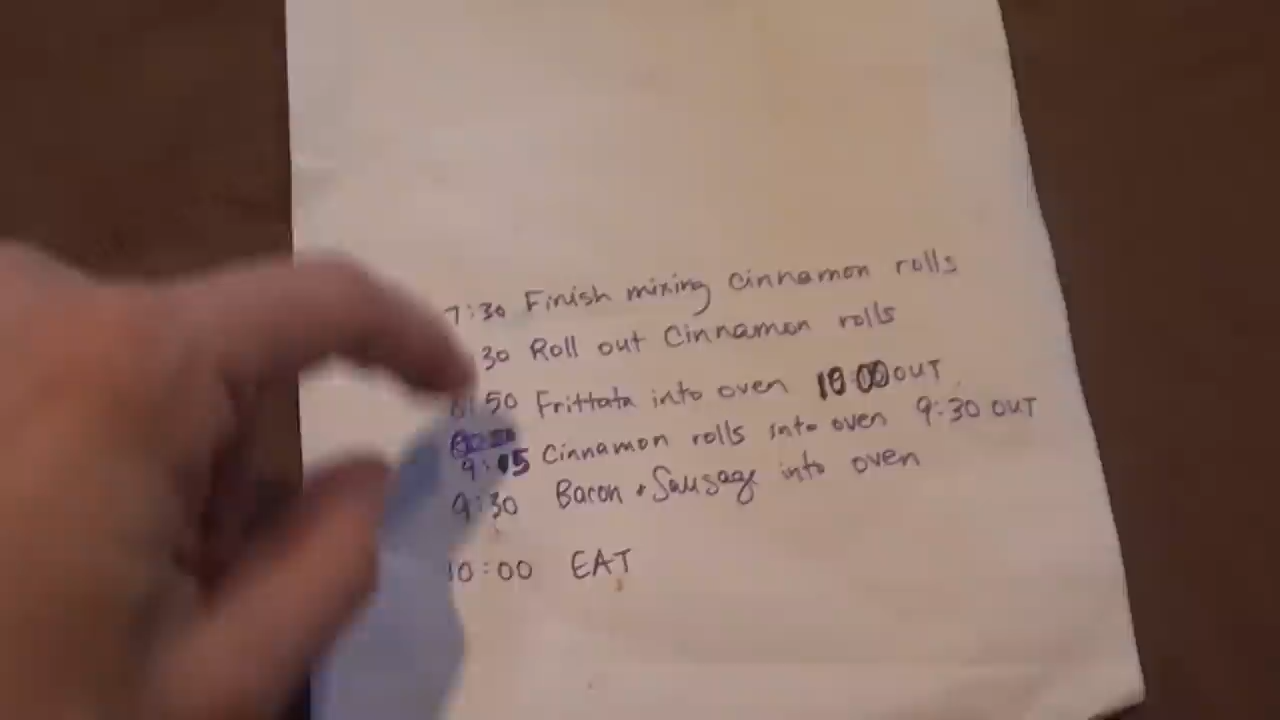 7:30 Finish mixing Cinnamon rolls
30 Roll out Cinnamon rolls
50 Frittata into oven 10:00 OUT
9:15 Cinnamon rolls into oven 9:30 OUT
9:30 Bacon + Sausage into oven
10:00 EAT